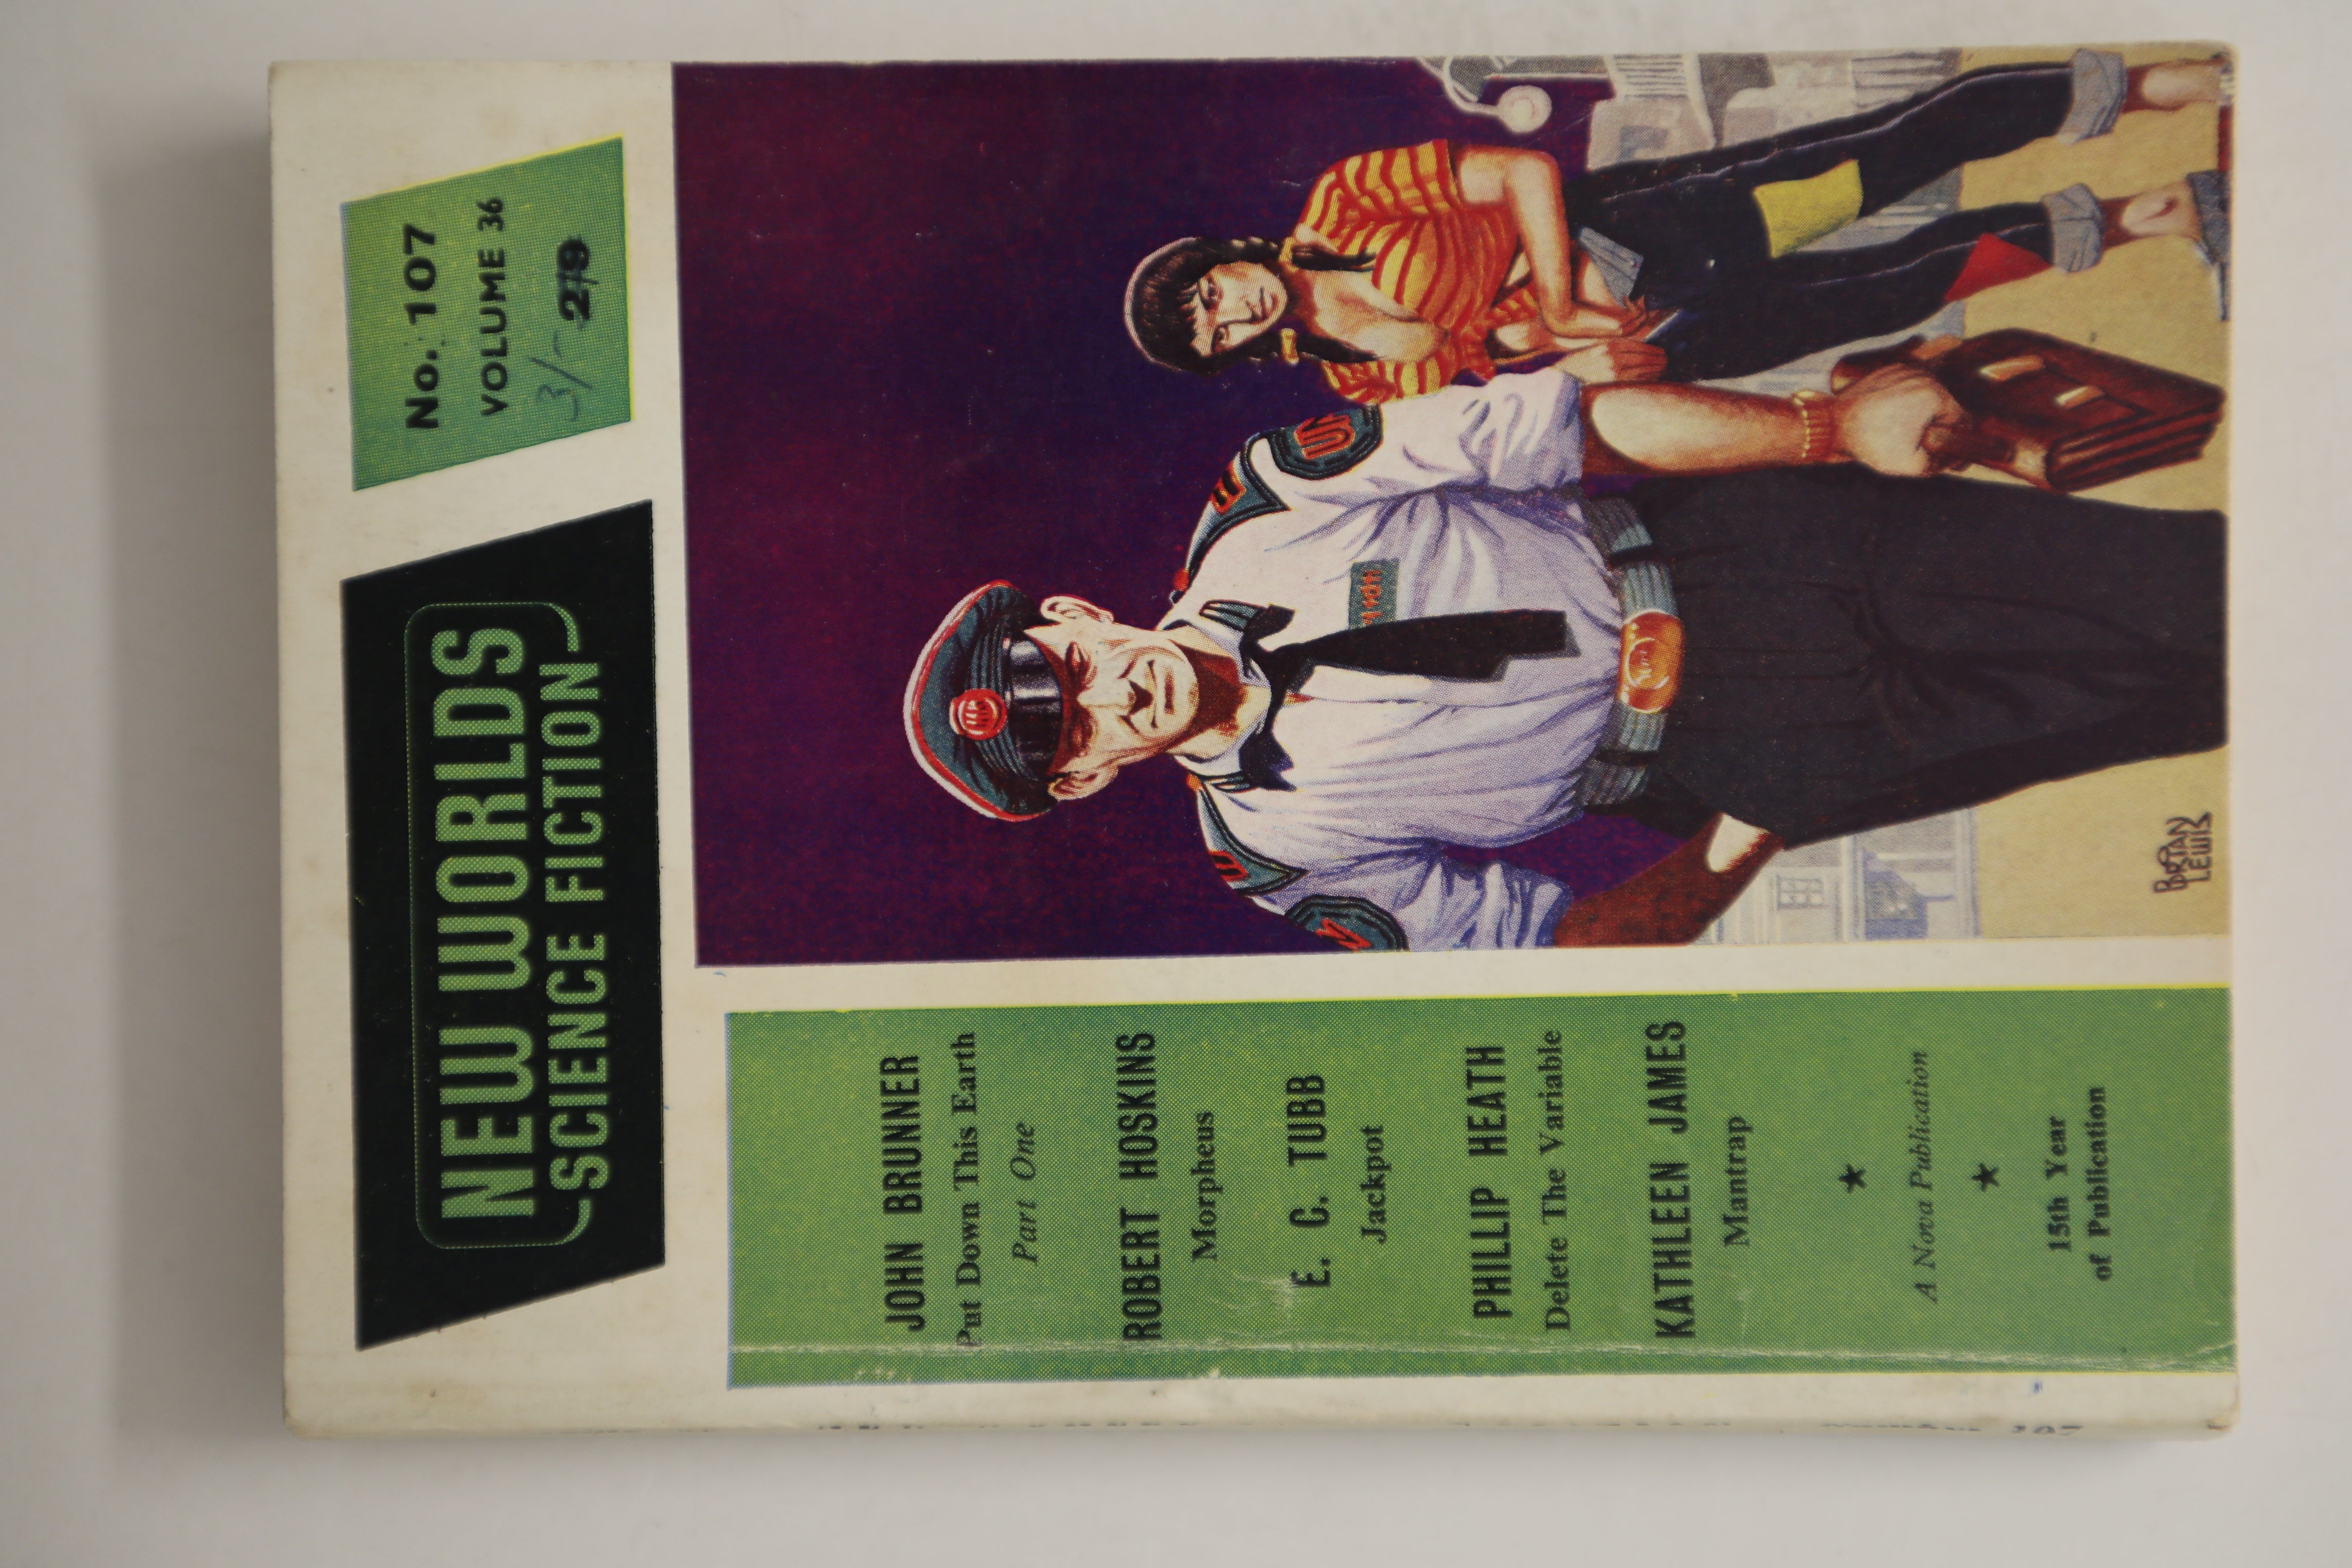 NEW WORLDS
SCIENCE FICTION
No. 107
VOLUME 36
3/-
2/9
JOHN BRUNNER
Put Down This Earth
Part One
ROBERT HOSKINS
Morpheus
E. C. TUBB
Jackpot
PHILLIP HEATH
Delete The Variable
KATHLEEN JAMES
Mantrap
★
A Nova Publication
★
15th Year
of Publication
UN
BRIAN
LEWIS